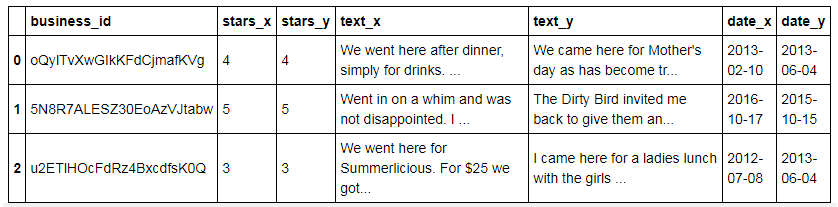 business_id stars_x stars_y text_x text_y date_x date_y
0 oQyITvXwGlkKFdCjmafKVg 4 4 We went here after dinner, simply for drinks. ... We came here for Mother's day as has become tr... 2013-02-10 2013-06-04
1 5N8R7ALESZ30EoAzVJtabw 5 5 Went in on a whim and was not disappointed. I ... The Dirty Bird invited me back to give them an... 2016-10-17 2015-10-15
2 u2ETlHOcFdRz4BxcdfsK0Q 3 3 We went here for Summerlicious. For $25 we got... I came here for a ladies lunch with the girls ... 2012-07-08 2013-06-04